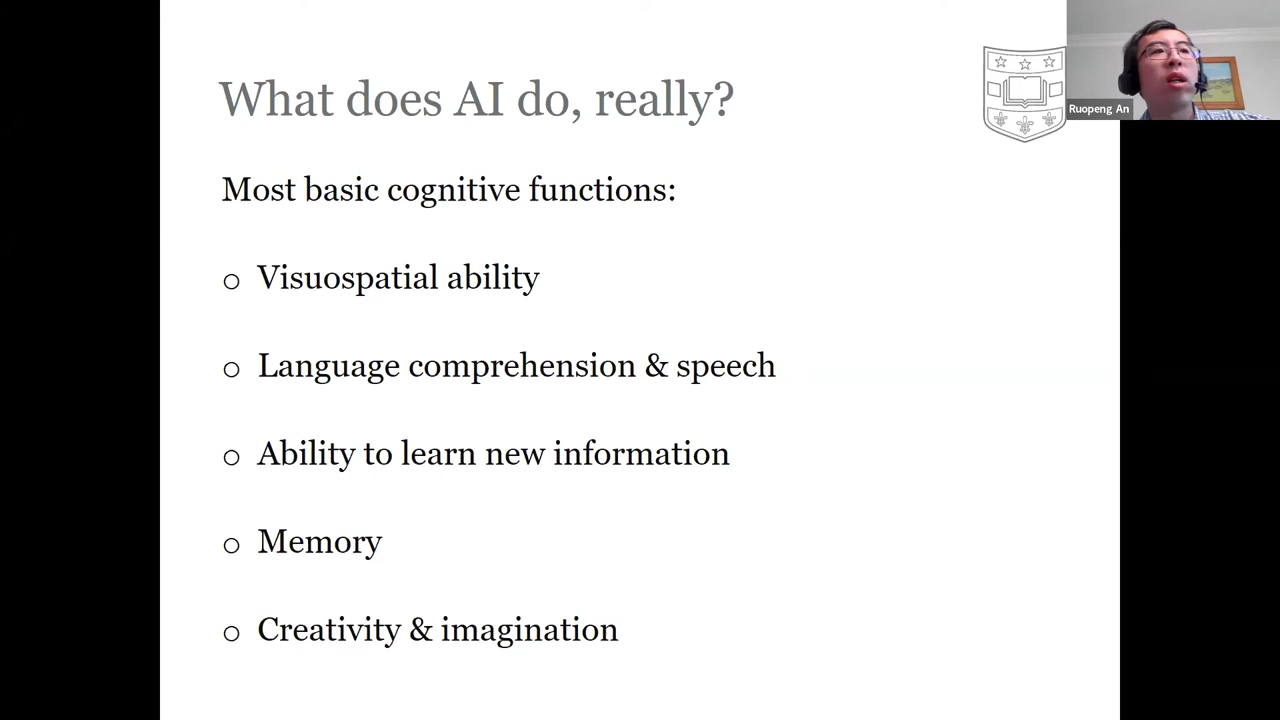 What does AI do, really?
Ruopeng An
Most basic cognitive functions:
o Visuospatial ability
o Language comprehension & speech
o Ability to learn new information
o Memory
o Creativity & imagination